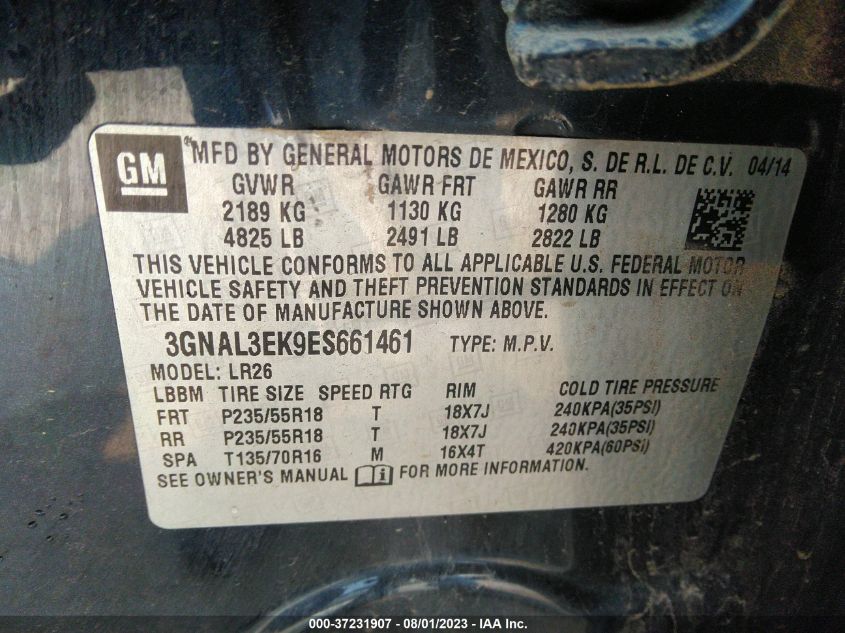 GM
MFD BY GENERAL MOTORS DE MEXICO, S. DE R.L. DE C.V. 04/14
GVWR GAWR FRT GAWR RR
2189 KG 1130 KG 1280 KG
4825 LB 2491 LB 2822 LB
THIS VEHICLE CONFORMS TO ALL APPLICABLE U.S. FEDERAL MOTOR
VEHICLE SAFETY AND THEFT PREVENTION STANDARDS IN EFFECT ON
THE DATE OF MANUFACTURE SHOWN ABOVE.
3GNAL3EK9ES661461 TYPE: M.P.V.
MODEL: LR26
LBBM TIRE SIZE SPEED RTG RIM COLD TIRE PRESSURE
FRT P235/55R18 T 18X7J 240KPA(35PSI)
RR P235/55R18 T 18X7J 240KPA(35PSI)
SPA T135/70R16 M 16X4T 420KPA(60PSI)
SEE OWNER'S MANUAL i FOR MORE INFORMATION.
000-37231907 - 08/01/2023 - IAA Inc.